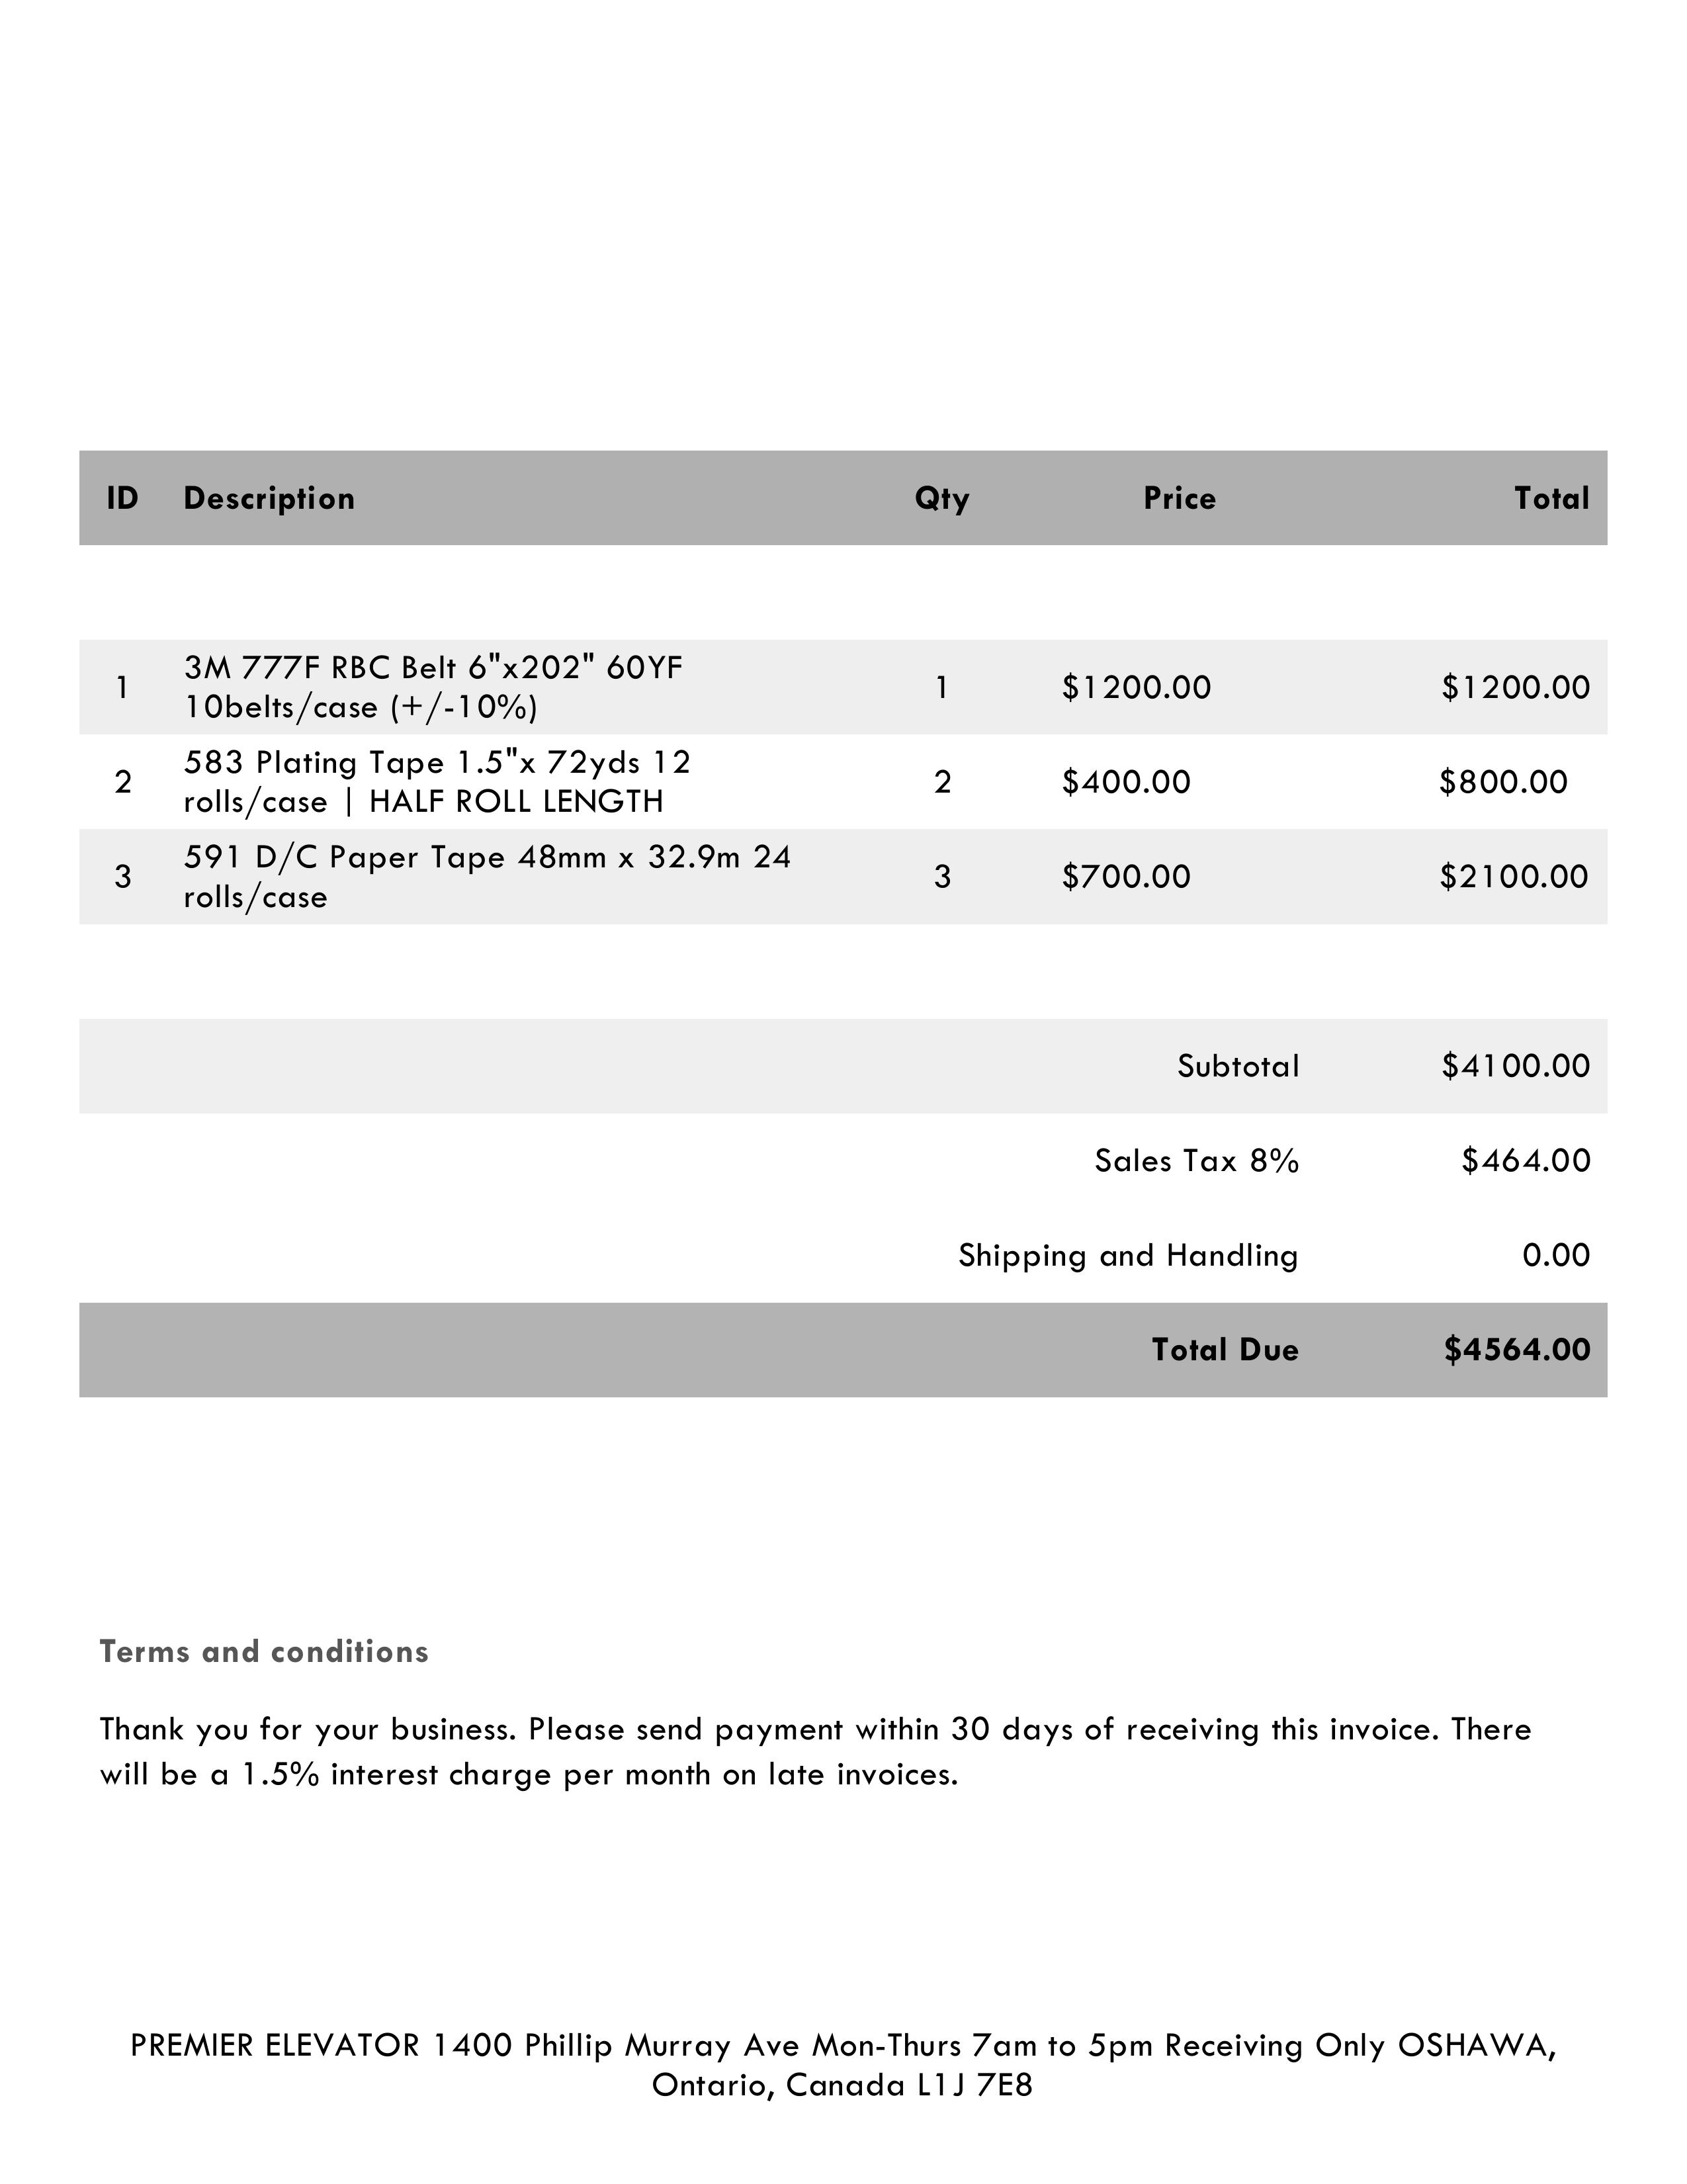 ID Description Qty Price Total
1 3M 777F RBC Belt 6"x202" 60YF 10belts/case (+/-10%) 1 $1200.00 $1200.00
2 583 Plating Tape 1.5"x 72yds 12 rolls/case | HALF ROLL LENGTH 2 $400.00 $800.00
3 591 D/C Paper Tape 48mm x 32.9m 24 rolls/case 3 $700.00 $2100.00
Subtotal $4100.00
Sales Tax 8% $464.00
Shipping and Handling 0.00
Total Due $4564.00
Terms and conditions
Thank you for your business. Please send payment within 30 days of receiving this invoice. There
will be a 1.5% interest charge per month on late invoices.
PREMIER ELEVATOR 1400 Phillip Murray Ave Mon-Thurs 7am to 5pm Receiving Only OSHAWA,
Ontario, Canada L1J 7E8